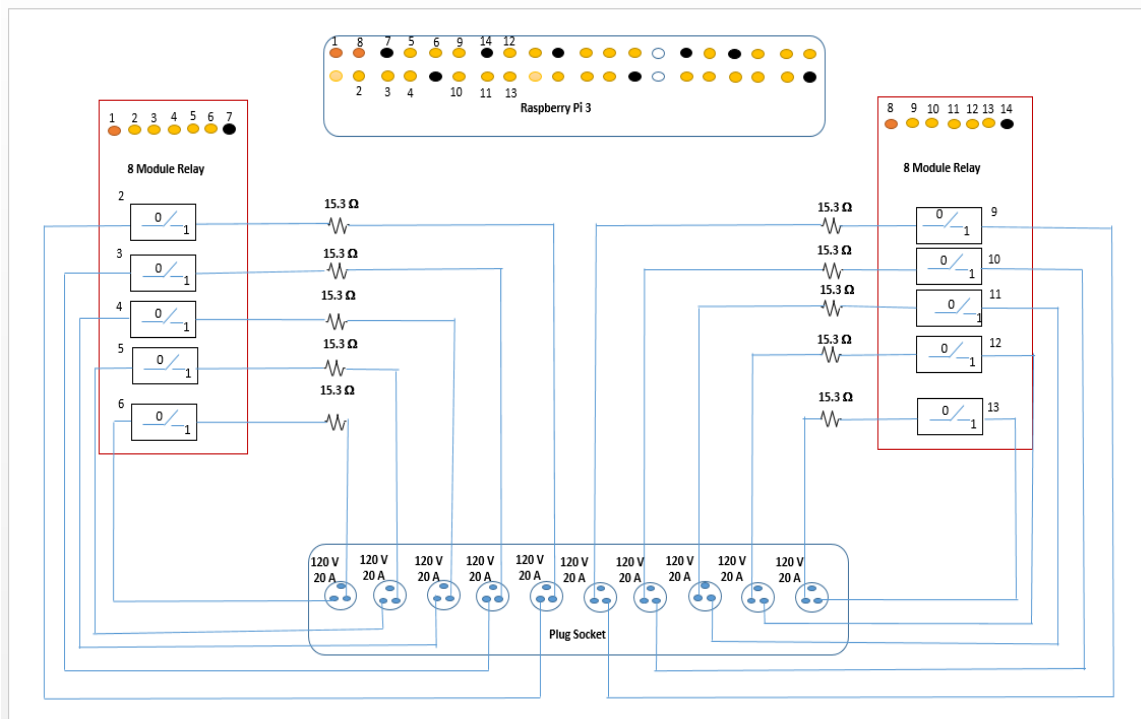 1 8 7 5 6 9 14 12
2 3 4 10 11 13
Raspberry Pi 3
1 2 3 4 5 6 7
8 Module Relay
2
0 1
3
0 1
4
0 1
5
0 1
6
0 1
15.3 Ω
15.3 Ω
15.3 Ω
15.3 Ω
15.3 Ω
15.3 Ω
15.3 Ω
15.3 Ω
15.3 Ω
15.3 Ω
8 9 10 11 12 13 14
8 Module Relay
0 1
9
0 1
10
0 1
11
0 1
12
0 1
13
120 V
20 A
120 V
20 A
120 V
20 A
120 V
20 A
120 V
20 A
120 V
20 A
120 V
20 A
120 V
20 A
120 V
20 A
120 V
20 A
Plug Socket